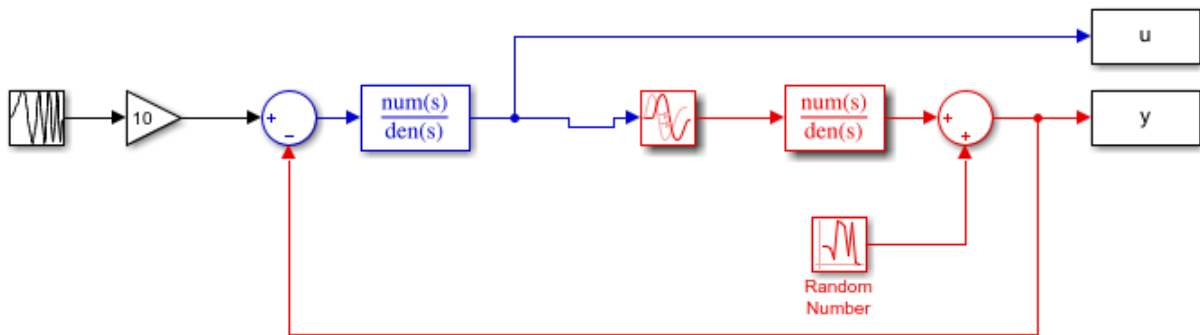 u
10
+
−
num(s)
den(s)
num(s)
den(s)
+
+
y
Random
Number